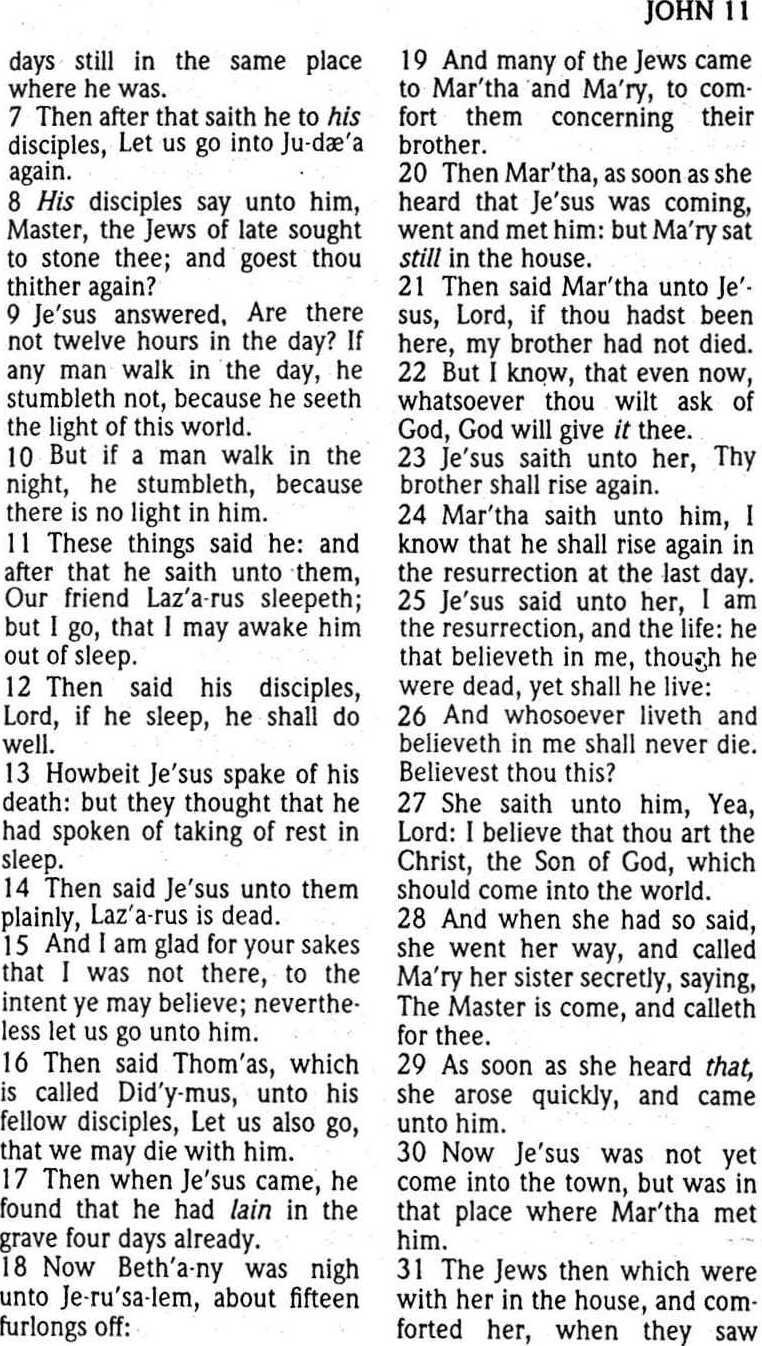 JOHN 11
days still in the same place
where he was.
7 Then after that saith he to his
disciples, Let us go into Ju-dæ'a
again.
8 His disciples say unto him,
Master, the Jews of late sought
to stone thee; and goest thou
thither again?
9 Je'sus answered, Are there
not twelve hours in the day? If
any man walk in the day, he
stumbleth not, because he seeth
the light of this world.
10 But if a man walk in the
night, he stumbleth, because
there is no light in him.
11 These things said he: and
after that he saith unto them,
Our friend Laz'a-rus sleepeth;
but I go, that I may awake him
out of sleep.
12 Then said his disciples,
Lord, if he sleep, he shall do
well.
13 Howbeit Je'sus spake of his
death: but they thought that he
had spoken of taking of rest in
sleep.
14 Then said Je'sus unto them
plainly, Laz'a-rus is dead.
15 And I am glad for your sakes
that I was not there, to the
intent ye may believe; neverthe-
less let us go unto him.
16 Then said Thom'as, which
is called Did'y-mus, unto his
fellow disciples, Let us also go,
that we may die with him.
17 Then when Je'sus came, he
found that he had lain in the
grave four days already.
18 Now Beth'a-ny was nigh
unto Je-ru'sa-lem, about fifteen
furlongs off:
19 And many of the Jews came
to Mar'tha and Ma'ry, to com-
fort them concerning their
brother.
20 Then Mar'tha, as soon as she
heard that Je'sus was coming,
went and met him: but Ma'ry sat
still in the house.
21 Then said Mar'tha unto Je'-
sus, Lord, if thou hadst been
here, my brother had not died.
22 But I know, that even now,
whatsoever thou wilt ask of
God, God will give it thee.
23 Je'sus saith unto her, Thy
brother shall rise again.
24 Mar'tha saith unto him, I
know that he shall rise again in
the resurrection at the last day.
25 Je'sus said unto her, I am
the resurrection, and the life: he
that believeth in me, though he
were dead, yet shall he live:
26 And whosoever liveth and
believeth in me shall never die.
Believest thou this?
27 She saith unto him, Yea,
Lord: I believe that thou art the
Christ, the Son of God, which
should come into the world.
28 And when she had so said,
she went her way, and called
Ma'ry her sister secretly, saying,
The Master is come, and calleth
for thee.
29 As soon as she heard that,
she arose quickly, and came
unto him.
30 Now Je'sus was not yet
come into the town, but was in
that place where Mar'tha met
him.
31 The Jews then which were
with her in the house, and com-
forted her, when they saw